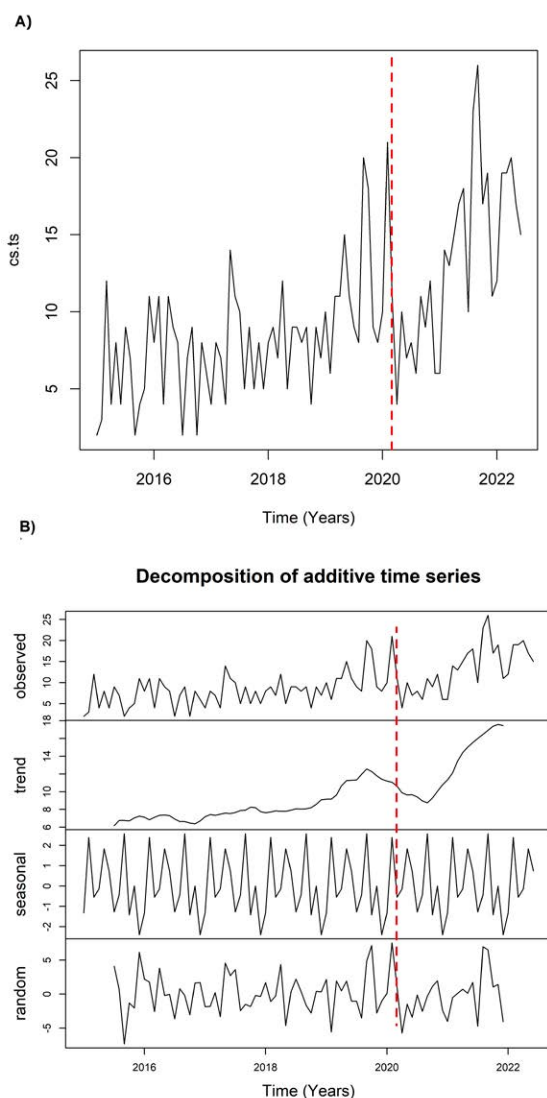 A)
cs.ts
25
20
15
10
5
2016 2018 2020 2022
Time (Years)
B)
Decomposition of additive time series
observed
25
20
15
10
5
trend
18
14
10
8
6
seasonal
2
1
0
-1
-2
random
5
0
-5
2016 2018 2020 2022
Time (Years)